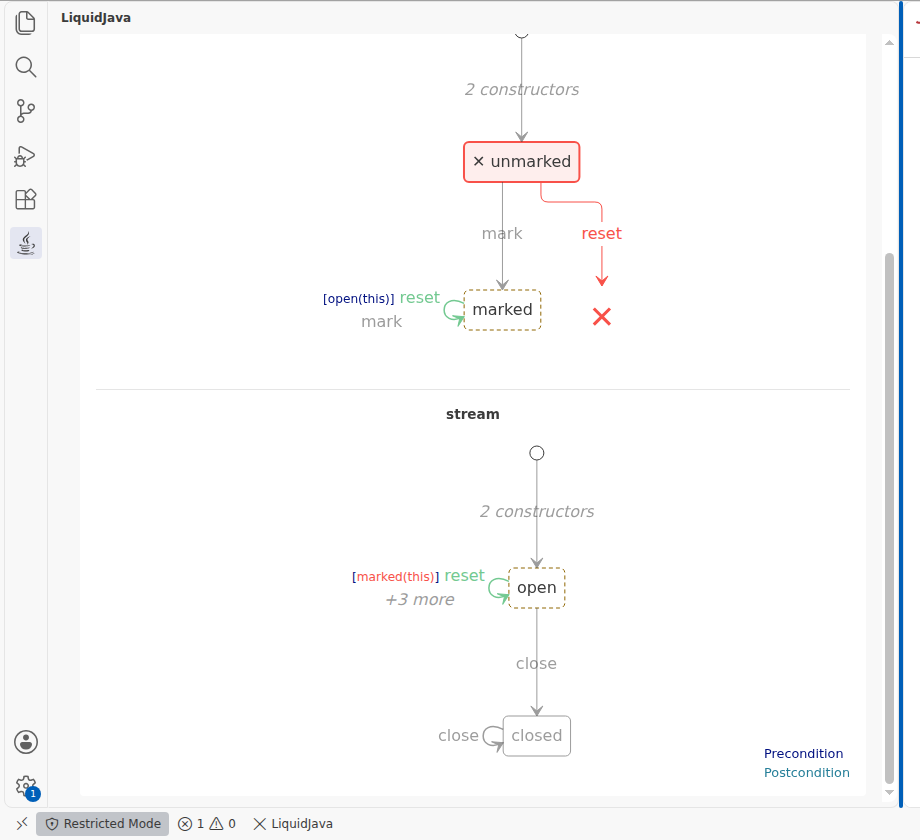 LiquidJava
2 constructors
✕ unmarked
mark
reset
[open(this)] reset
mark
marked
stream
2 constructors
[marked(this)] reset
+3 more
open
close
close
closed
Precondition
Postcondition
1
Restricted Mode
1
0
LiquidJava